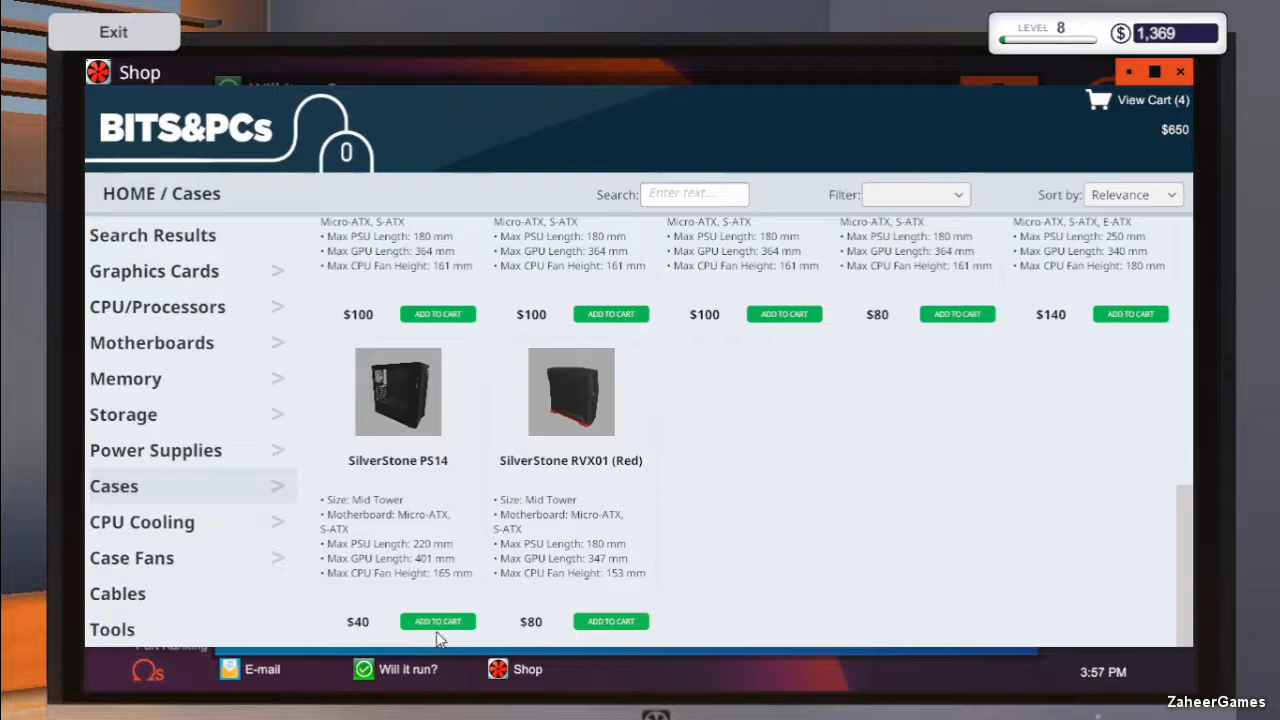 Exit
LEVEL 8
$ 1,369
Shop
BITS&PCs
View Cart (4)
$650
HOME / Cases
Search: Enter text...
Filter:
Sort by: Relevance
Search Results
Graphics Cards >
CPU/Processors >
Motherboards >
Memory >
Storage >
Power Supplies >
Cases >
CPU Cooling >
Case Fans >
Cables
Tools
Micro-ATX, S-ATX
• Max PSU Length: 180 mm
• Max GPU Length: 364 mm
• Max CPU Fan Height: 161 mm
$100 ADD TO CART
Micro-ATX, S-ATX
• Max PSU Length: 180 mm
• Max GPU Length: 364 mm
• Max CPU Fan Height: 161 mm
$100 ADD TO CART
Micro-ATX, S-ATX
• Max PSU Length: 180 mm
• Max GPU Length: 364 mm
• Max CPU Fan Height: 161 mm
$100 ADD TO CART
Micro-ATX, S-ATX
• Max PSU Length: 180 mm
• Max GPU Length: 364 mm
• Max CPU Fan Height: 161 mm
$80 ADD TO CART
Micro-ATX, S-ATX, E-ATX
• Max PSU Length: 250 mm
• Max GPU Length: 340 mm
• Max CPU Fan Height: 180 mm
$140 ADD TO CART
SilverStone PS14
• Size: Mid Tower
• Motherboard: Micro-ATX,
S-ATX
• Max PSU Length: 220 mm
• Max GPU Length: 401 mm
• Max CPU Fan Height: 165 mm
$40 ADD TO CART
SilverStone RVX01 (Red)
• Size: Mid Tower
• Motherboard: Micro-ATX,
S-ATX
• Max PSU Length: 180 mm
• Max GPU Length: 347 mm
• Max CPU Fan Height: 153 mm
$80 ADD TO CART
Part Ranking
Ωs
E-mail
Will it run?
Shop
3:57 PM
ZaheerGames